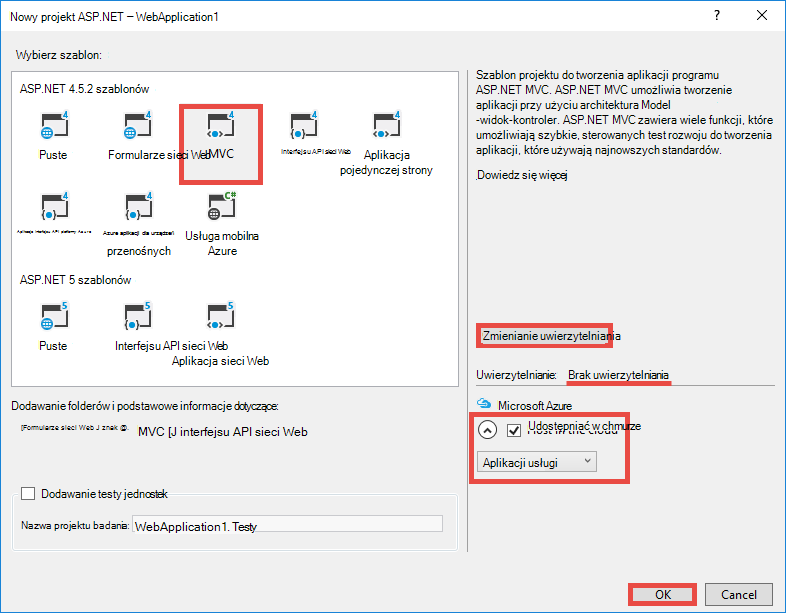 Nowy projekt ASP.NET – WebApplication1
Wybierz szablon:
ASP.NET 4.5.2 szablonów
Puste
Formularze sieci Web
MVC
Interfejsu API sieci Web
Aplikacja
pojedynczej strony
Aplikacja interfejsu API platformy Azure
Azure aplikacji dla urządzeń
przenośnych
Usługa mobilna
Azure
ASP.NET 5 szablonów
Puste
Interfejsu API sieci Web
Aplikacja sieci Web
Dodawanie folderów i podstawowe informacje dotyczące:
[Formularze sieci Web J znak @.
MVC [J interfejsu API sieci Web
Dodawanie testy jednostek
Nazwa projektu badania:
WebApplication1. Testy
Szablon projektu do tworzenia aplikacji programu
ASP.NET MVC. ASP.NET MVC umożliwia tworzenie
aplikacji przy użyciu architektura Model
-widok-kontroler. ASP.NET MVC zawiera wiele funkcji, które
umożliwiają szybkie, sterowanych test rozwoju do tworzenia
aplikacji, które używają najnowszych standardów.
Dowiedz się więcej
Zmienianie uwierzytelniania
Uwierzytelnianie: Brak uwierzytelniania
Microsoft Azure
Udostępniać w chmurze
Aplikacji usługi
OK
Cancel